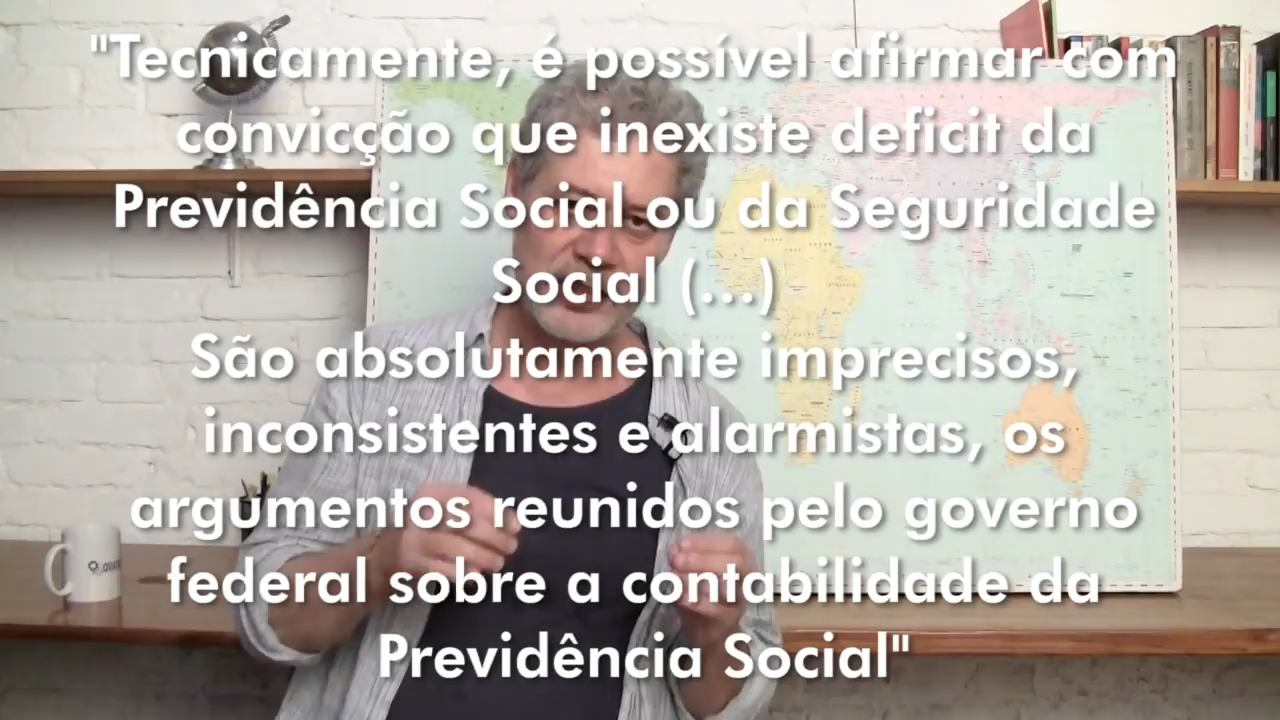 "Tecnicamente, é possível afirmar com
convicção que inexiste deficit da
Previdência Social ou da Seguridade
Social (...)
São absolutamente imprecisos,
inconsistentes e alarmistas, os
argumentos reunidos pelo governo
federal sobre a contabilidade da
Previdência Social"